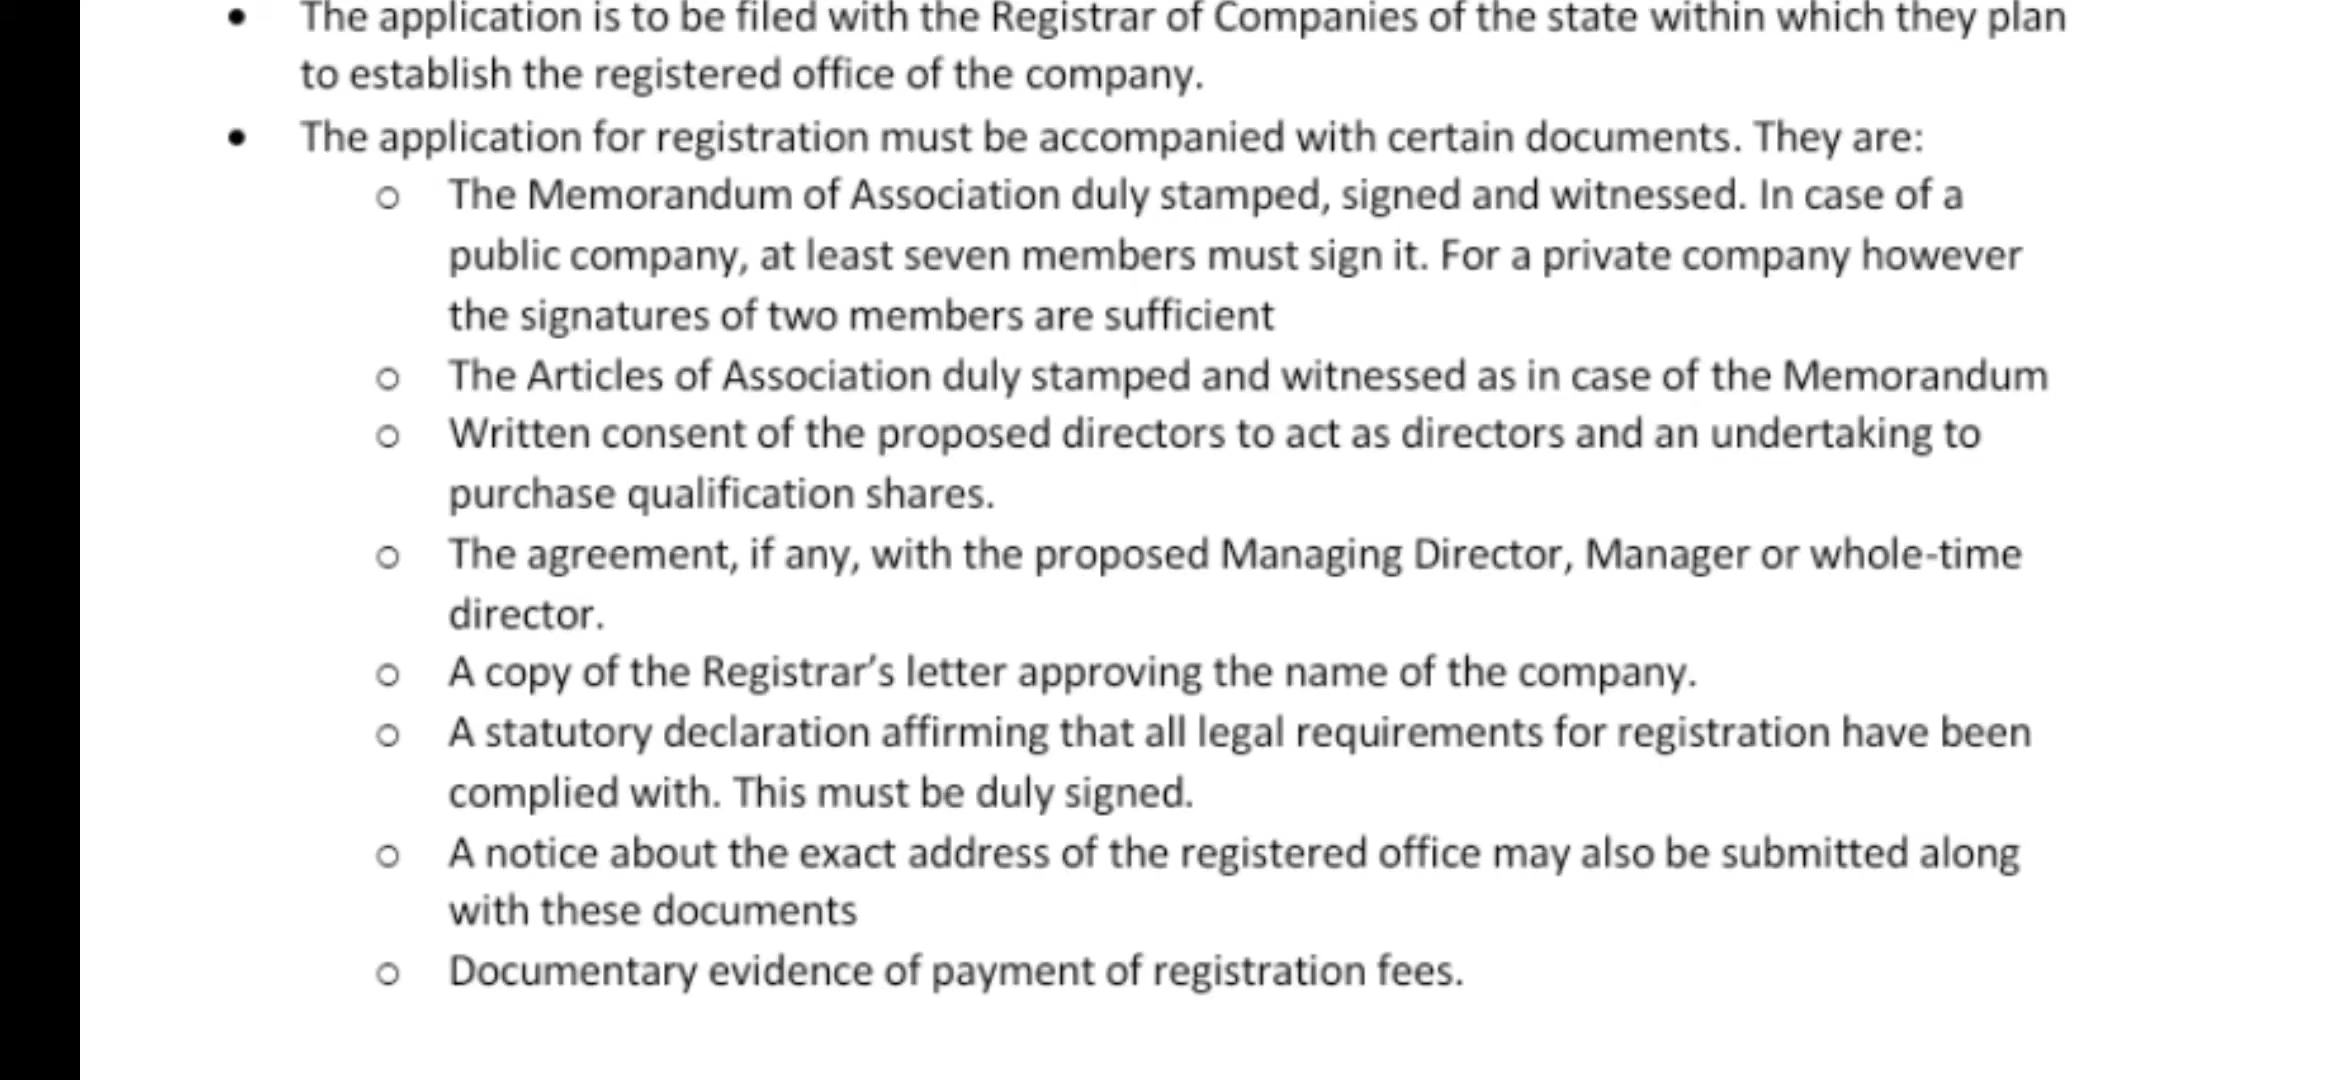 • The application is to be filed with the Registrar of Companies of the state within which they plan
to establish the registered office of the company.
• The application for registration must be accompanied with certain documents. They are:
o The Memorandum of Association duly stamped, signed and witnessed. In case of a
public company, at least seven members must sign it. For a private company however
the signatures of two members are sufficient
o The Articles of Association duly stamped and witnessed as in case of the Memorandum
o Written consent of the proposed directors to act as directors and an undertaking to
purchase qualification shares.
o The agreement, if any, with the proposed Managing Director, Manager or whole-time
director.
o A copy of the Registrar’s letter approving the name of the company.
o A statutory declaration affirming that all legal requirements for registration have been
complied with. This must be duly signed.
o A notice about the exact address of the registered office may also be submitted along
with these documents
o Documentary evidence of payment of registration fees.